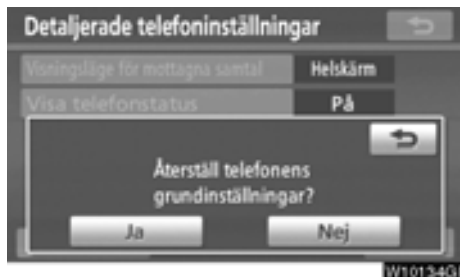 Detaljerade telefoninställningar
Visningsläge för mottagna samtal Helskärm
Visa telefonstatus På
Återställ telefonens
grundinställningar?
Ja Nej
W10134G